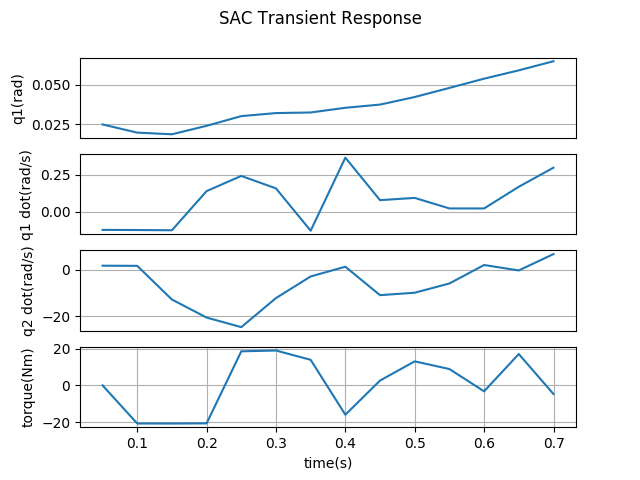 SAC Transient Response
q1(rad)
0.050
0.025
q1 dot(rad/s)
0.25
0.00
q2 dot(rad/s)
0
−20
torque(Nm)
20
0
−20
0.1 0.2 0.3 0.4 0.5 0.6 0.7
time(s)